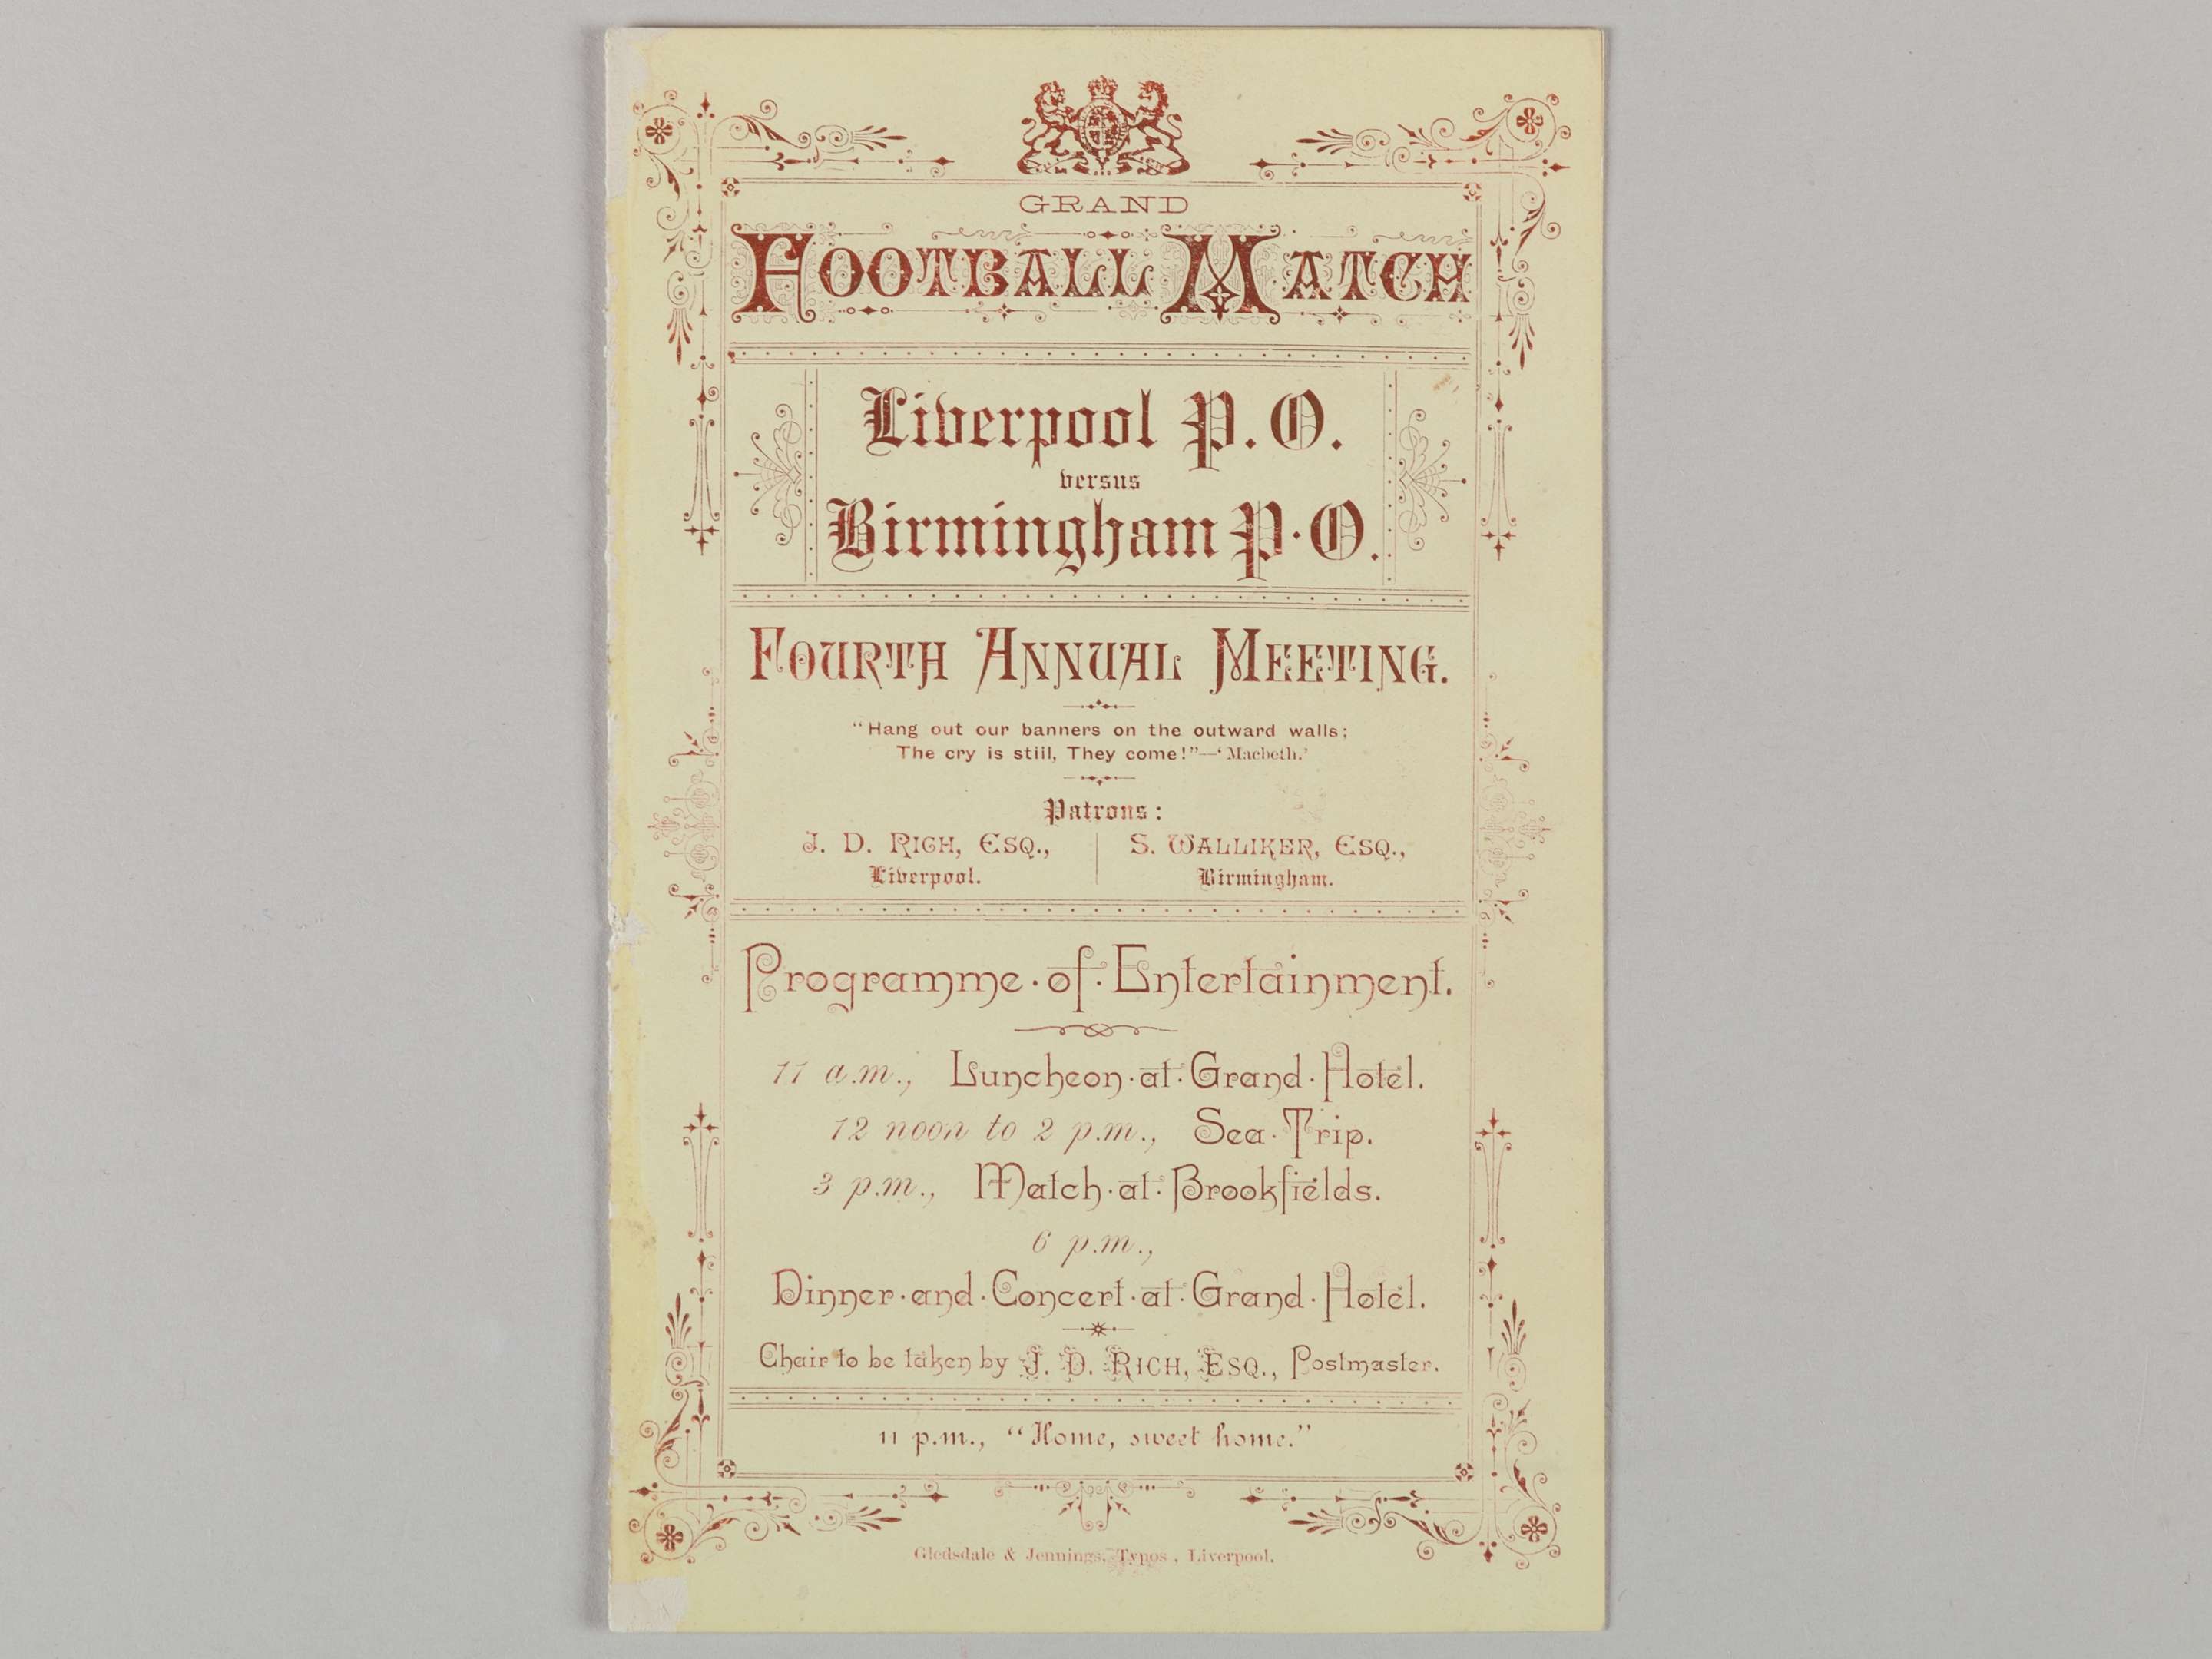 GRAND
FOOTBALL MATCH
Liverpool P. O.
versus
Birmingham P. O.
FOURTH ANNUAL MEETING.
"Hang out our banners on the outward walls;
The cry is stiil, They come!"—'Macbeth.'
Patrons:
J. D. RICH, ESQ., S. WALLIKER, ESQ.,
Liverpool. Birmingham.
Programme · of · Entertainment.
11 a.m., Luncheon · at · Grand · Hotel.
12 noon to 2 p.m., Sea · Trip.
3 p.m., Match · at · Brookfields.
6 p.m.,
Dinner · and · Concert · at · Grand · Hotel.
Chair to be taken by J. D. RICH, ESQ., Postmaster.
11 p.m., "Home, sweet home."
Gledsdale & Jennings, Typos, Liverpool.